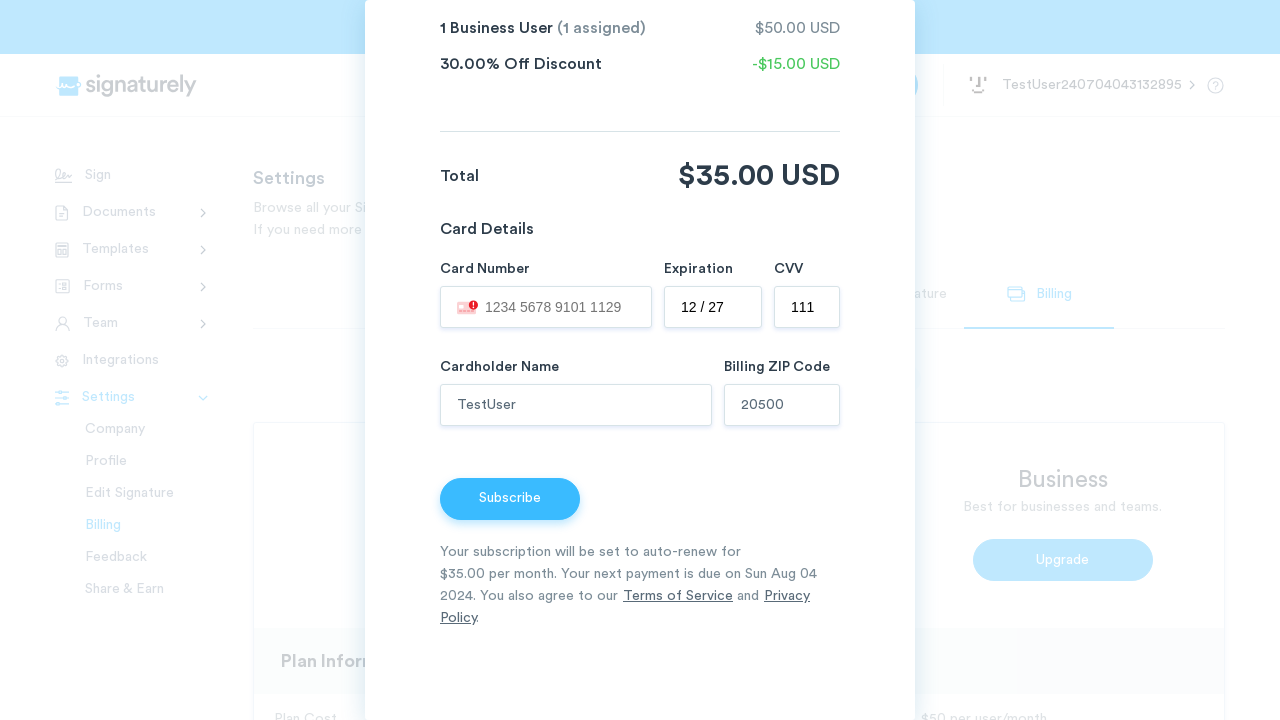 1 Business User (1 assigned) $50.00 USD
30.00% Off Discount -$15.00 USD
signaturely
TestUser240704043132895
Total $35.00 USD
Card Details
Card Number Expiration CVV
1234 5678 9101 1129 12 / 27 111
Cardholder Name Billing ZIP Code
TestUser 20500
Subscribe
Your subscription will be set to auto-renew for
$35.00 per month. Your next payment is due on Sun Aug 04
2024. You also agree to our Terms of Service and Privacy
Policy.
Sign
Documents
Templates
Forms
Team
Integrations
Settings
Company
Profile
Edit Signature
Billing
Feedback
Share & Earn
Settings
Browse all your Si
If you need more
ature
Billing
Business
Best for businesses and teams.
Upgrade
Plan Inform
Plan Cost
$50 per user/month